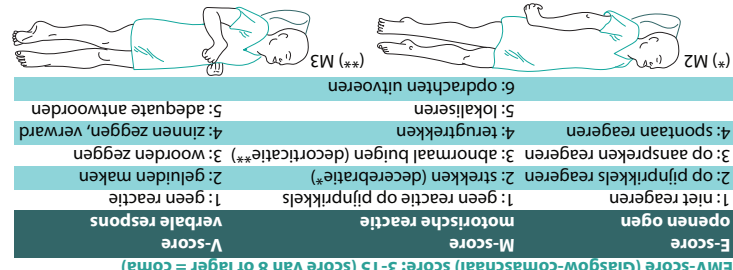 EMV-score (Glasgow-comaschaal) score: 3-15 (score van 8 of lager = coma)
E-score M-score V-score
openen ogen motorische reactie verbale respons
1: niet reageren 1: geen reactie op pijnprikkels 1: geen reactie
2: op pijnprikkels reageren 2: strekken (decerebratie*) 2: geluiden maken
3: op aanspreken reageren 3: abnormaal buigen (decorticatie**) 3: woorden zeggen
4: spontaan reageren 4: terugtrekken 4: zinnen zeggen, verward
5: lokaliseren 5: adequate antwoorden
6: opdrachten uitvoeren
(*) M2 (**) M3